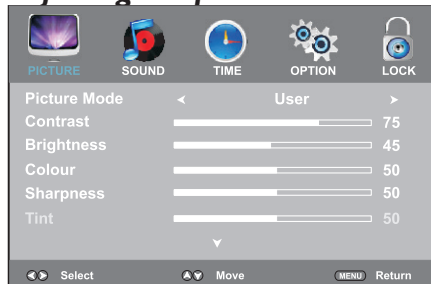 PICTURE SOUND TIME OPTION LOCK
Picture Mode User
Contrast 75
Brightness 45
Colour 50
Sharpness 50
Tint 50
Select Move MENU Return